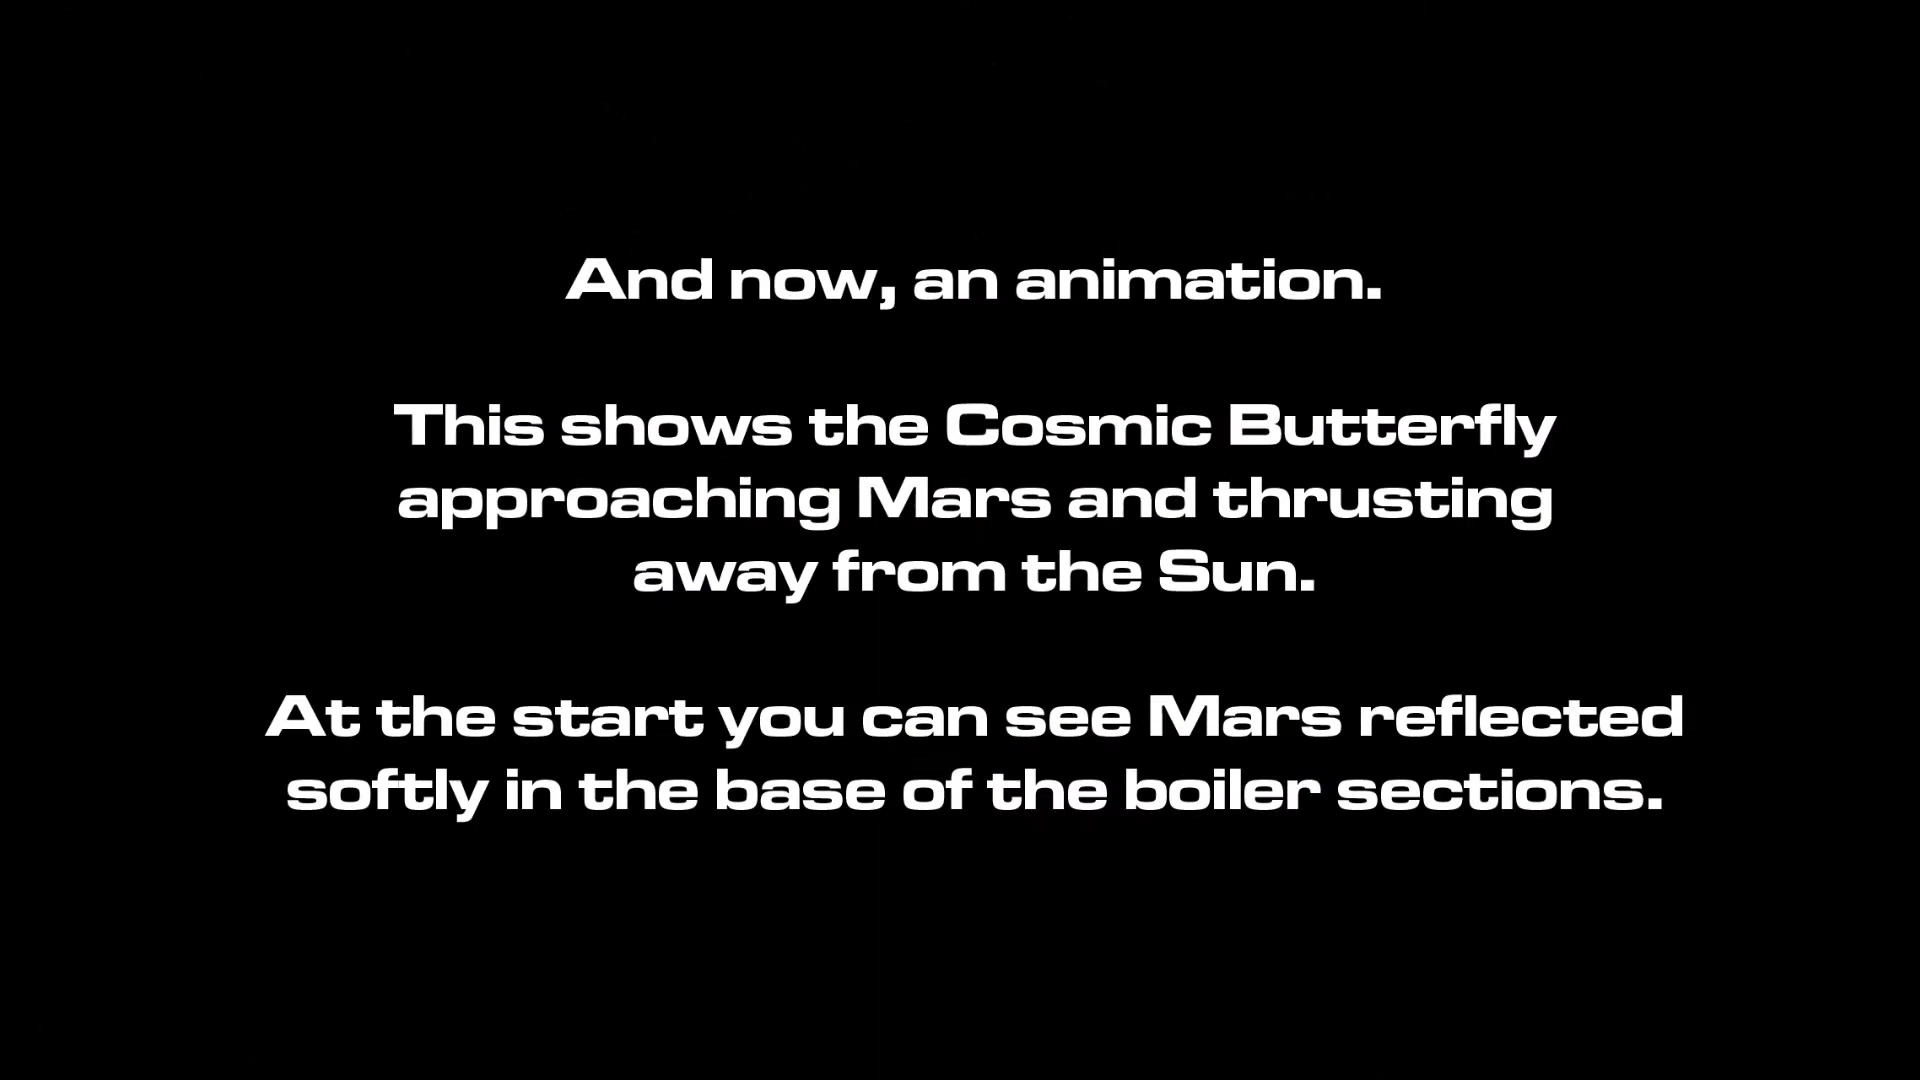 And now, an animation.
This shows the Cosmic Butterfly
approaching Mars and thrusting
away from the Sun.
At the start you can see Mars reflected
softly in the base of the boiler sections.